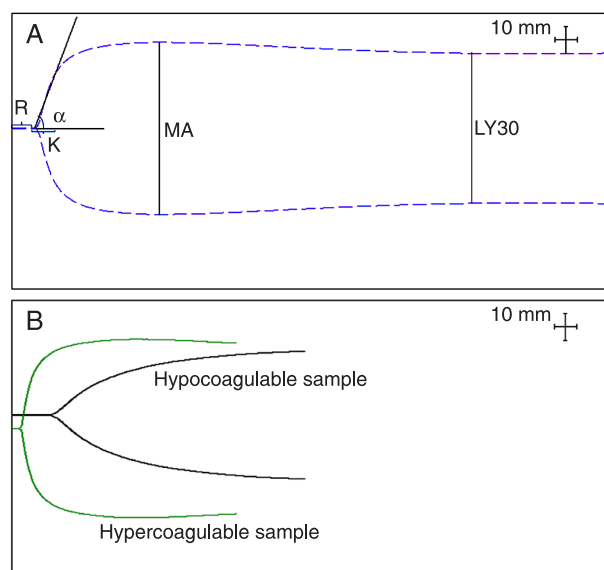 A
10 mm
R
α
K
MA
LY30
B
10 mm
Hypocoagulable sample
Hypercoagulable sample